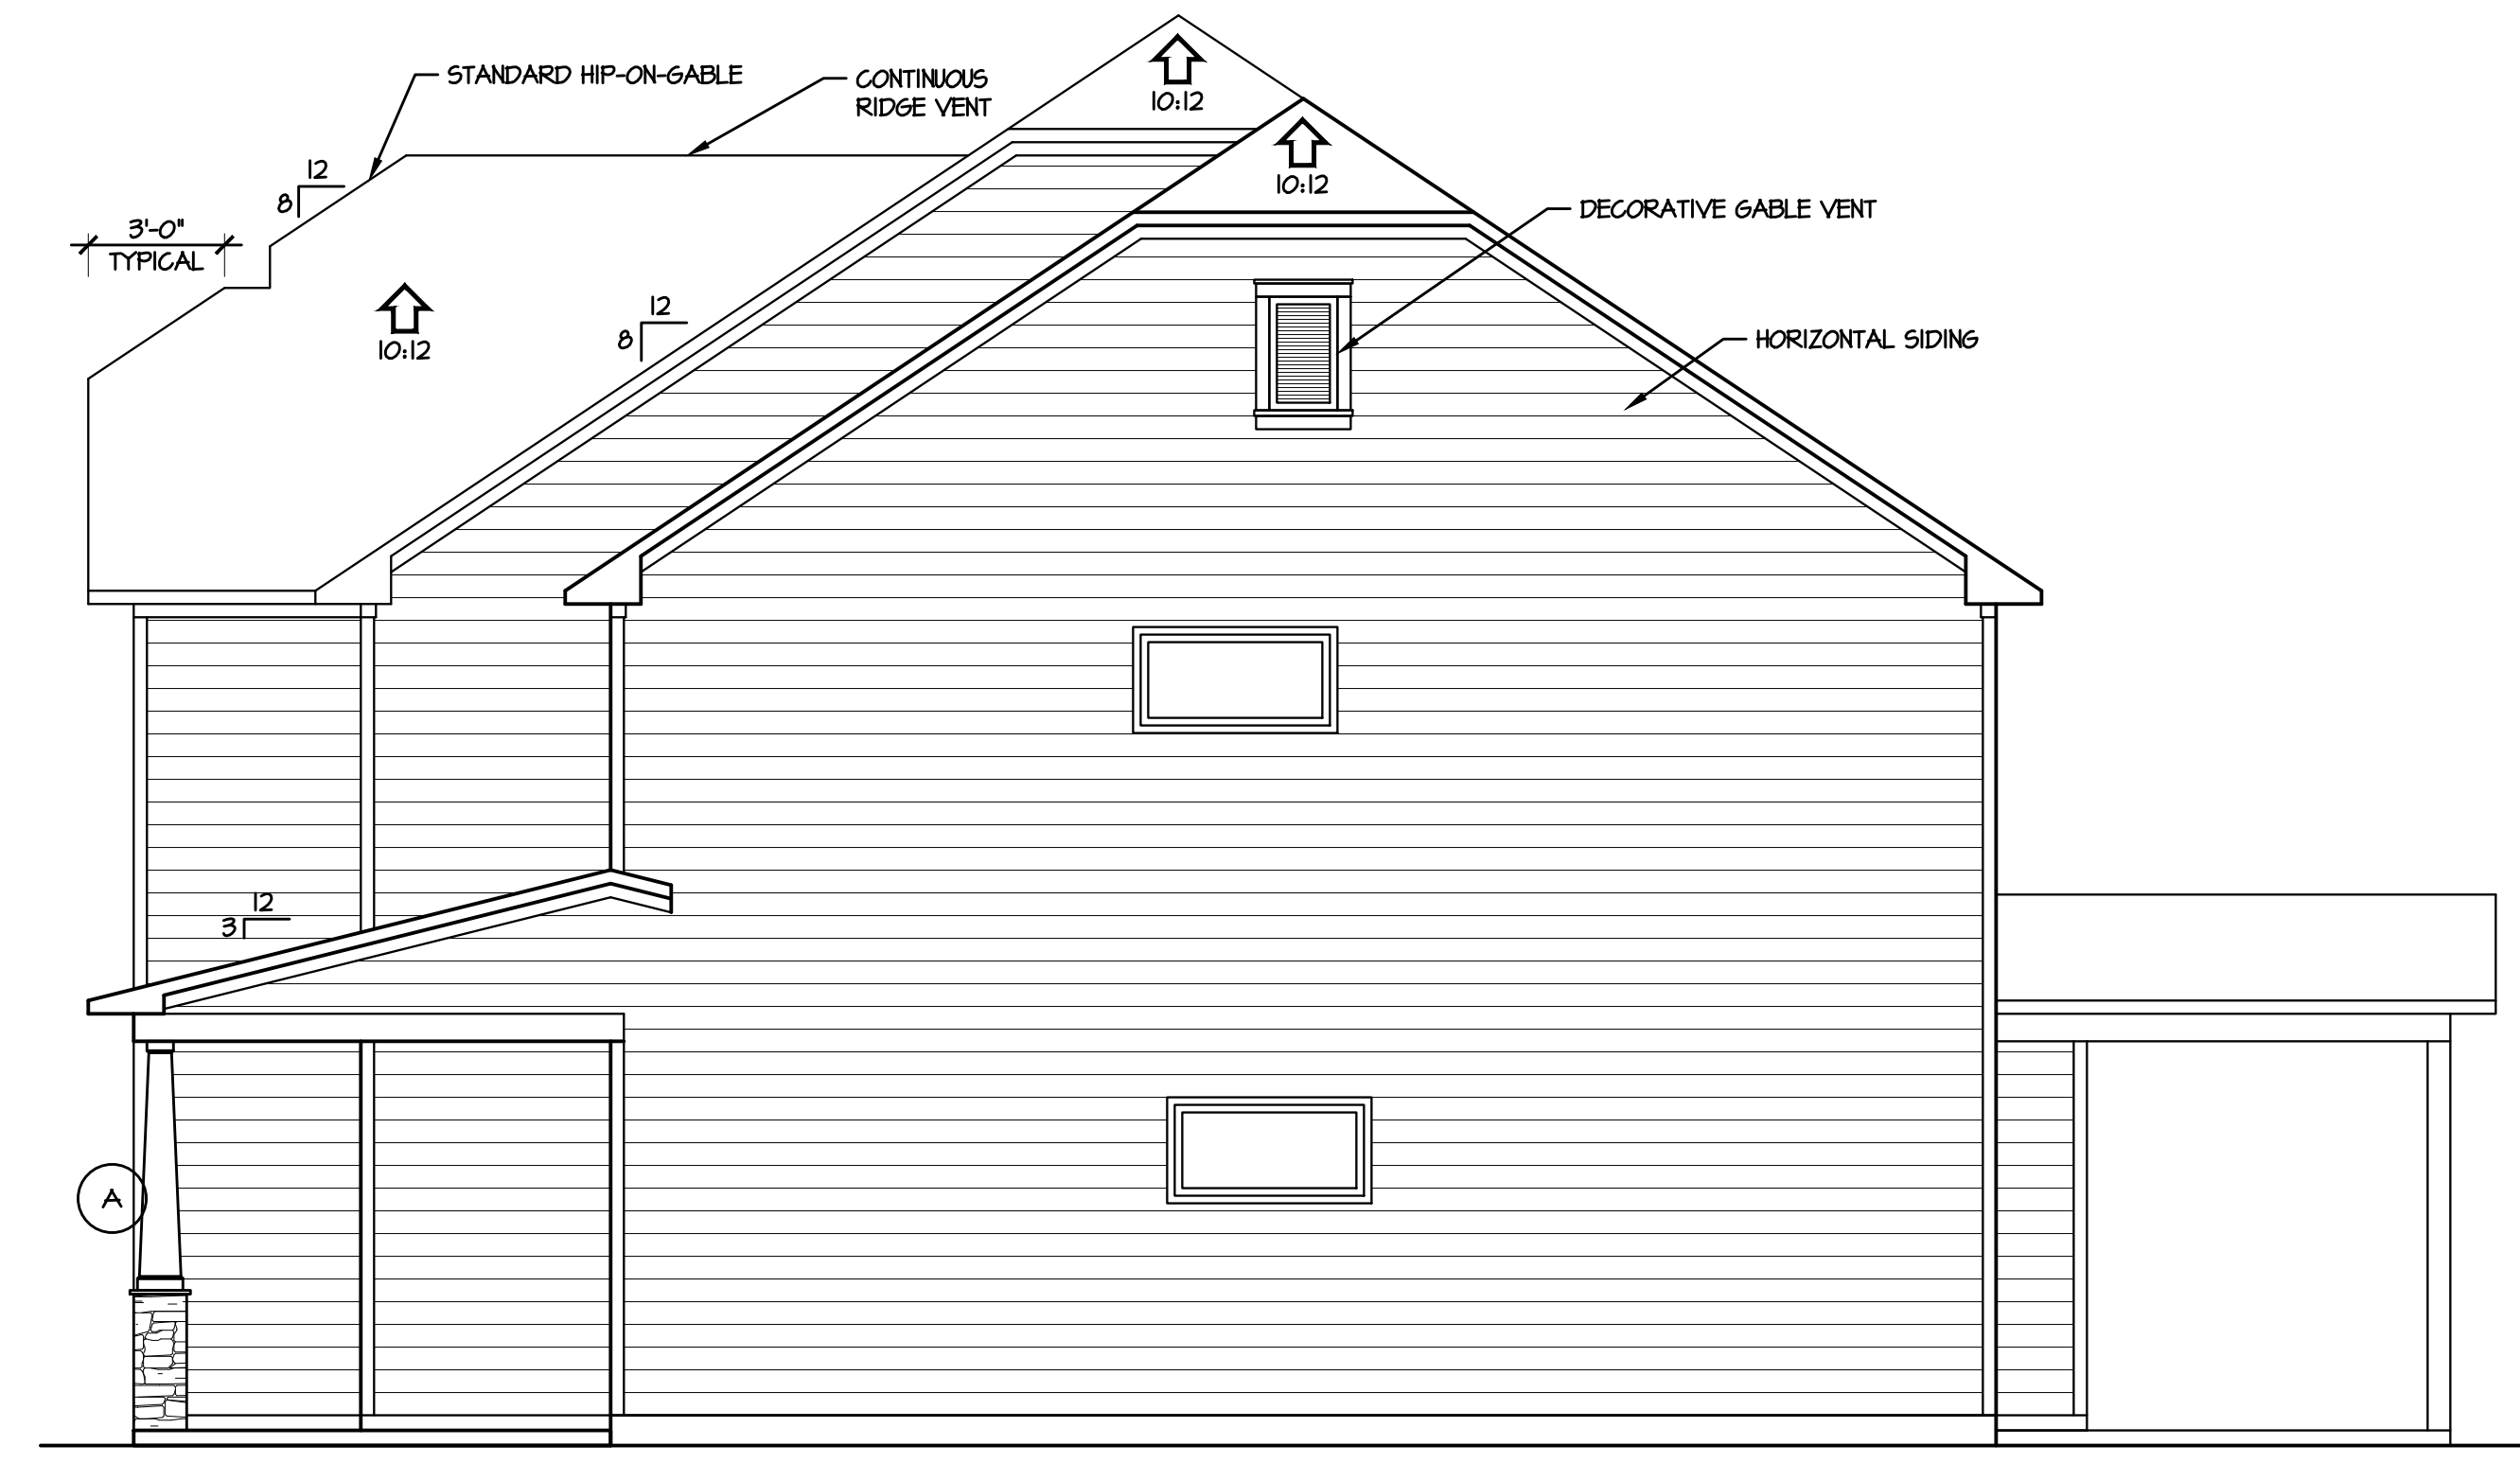 STANDARD HIP-ON-GABLE
CONTINUOUS
RIDGE VENT
10:12
10:12
12
8
3'-0"
TYPICAL
DECORATIVE GABLE VENT
12
8
10:12
HORIZONTAL SIDING
12
3
A